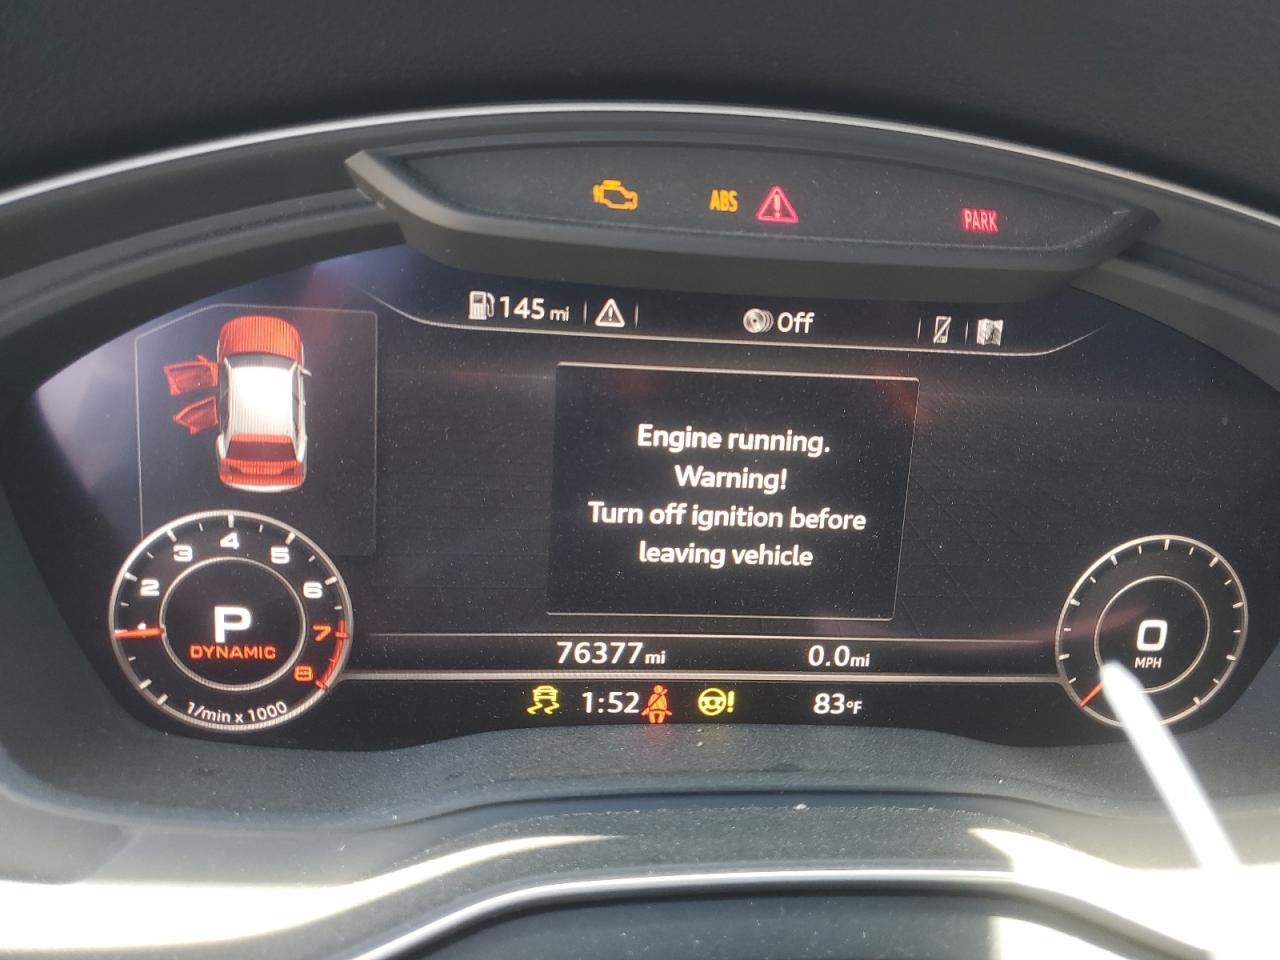 ABS
PARK
145 mi
Off
Engine running.
Warning!
Turn off ignition before
leaving vehicle
2 3 4 5 6 7 8
P
DYNAMIC
1/min x 1000
0
MPH
76377 mi
0.0 mi
1:52
!
83°F